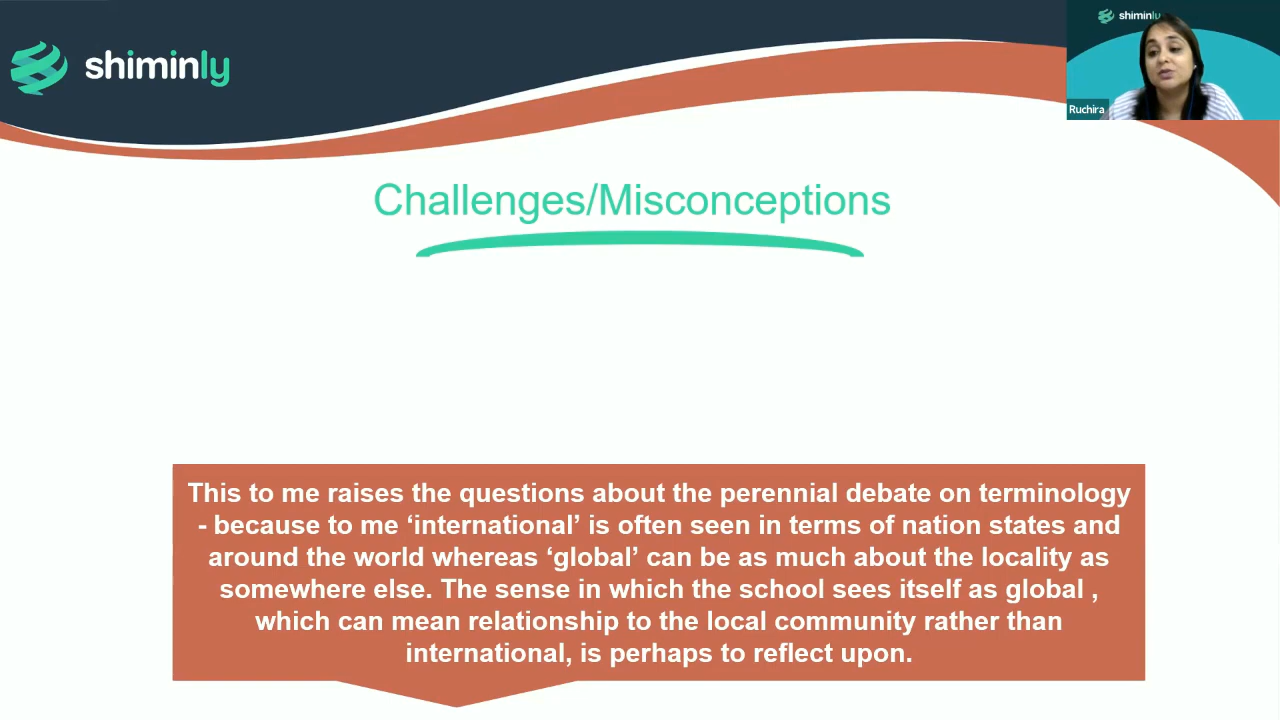 shiminly
shiminly
Ruchira
Challenges/Misconceptions
This to me raises the questions about the perennial debate on terminology
- because to me ‘international’ is often seen in terms of nation states and
around the world whereas ‘global’ can be as much about the locality as
somewhere else. The sense in which the school sees itself as global ,
which can mean relationship to the local community rather than
international, is perhaps to reflect upon.